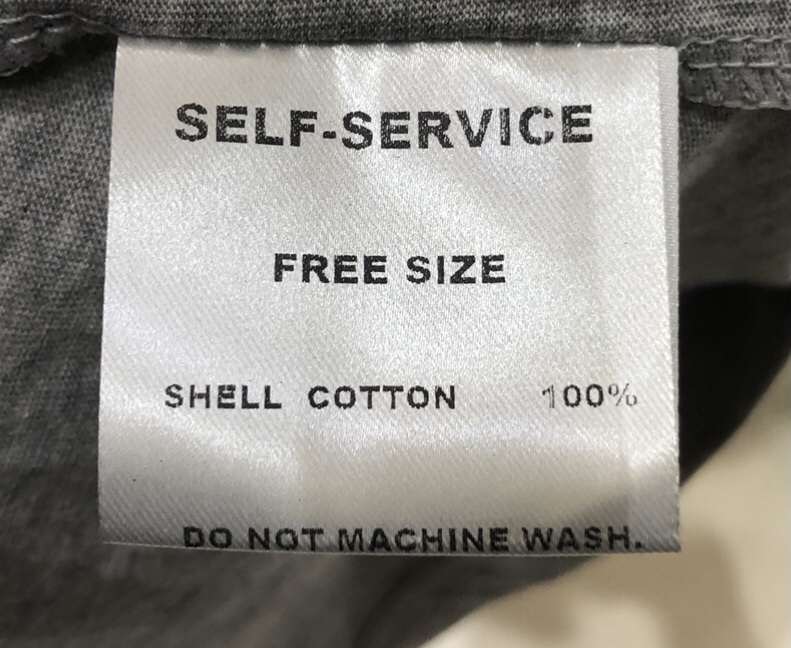 SELF-SERVICE
FREE SIZE
SHELL COTTON 100%
DO NOT MACHINE WASH.